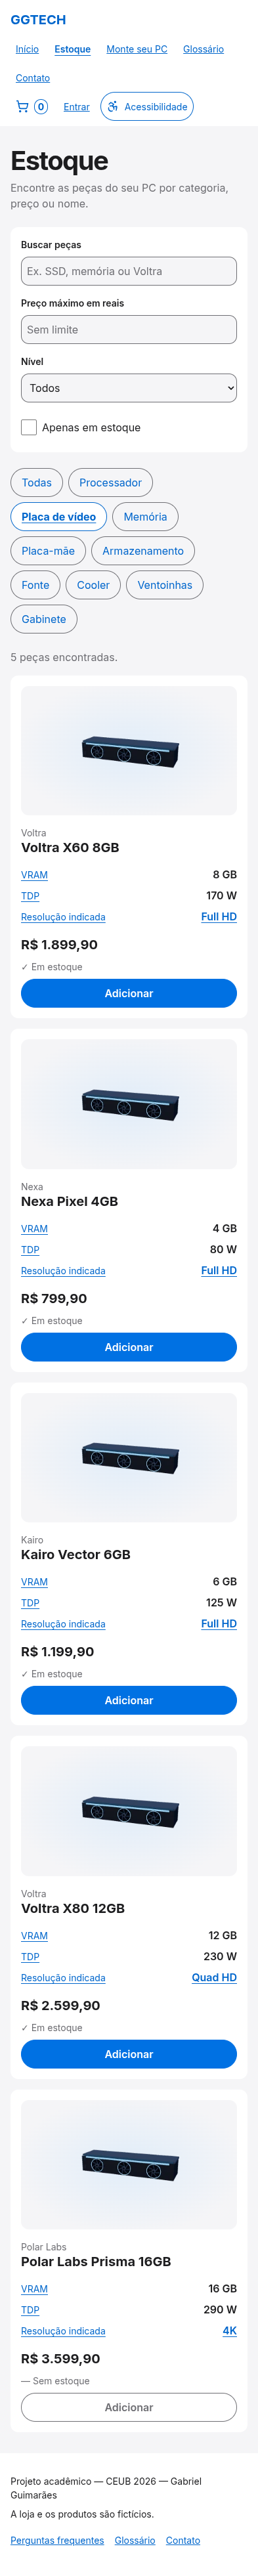 GGTECH
Início Estoque Monte seu PC Glossário
Contato
0 Entrar Acessibilidade
Estoque
Encontre as peças do seu PC por categoria,
preço ou nome.
Buscar peças
Ex. SSD, memória ou Voltra
Preço máximo em reais
Sem limite
Nível
Todos
Apenas em estoque
Todas Processador
Placa de vídeo Memória
Placa-mãe Armazenamento
Fonte Cooler Ventoinhas
Gabinete
5 peças encontradas.
Voltra
Voltra X60 8GB
VRAM 8 GB
TDP 170 W
Resolução indicada Full HD
R$ 1.899,90
✓ Em estoque
Adicionar
Nexa
Nexa Pixel 4GB
VRAM 4 GB
TDP 80 W
Resolução indicada Full HD
R$ 799,90
✓ Em estoque
Adicionar
Kairo
Kairo Vector 6GB
VRAM 6 GB
TDP 125 W
Resolução indicada Full HD
R$ 1.199,90
✓ Em estoque
Adicionar
Voltra
Voltra X80 12GB
VRAM 12 GB
TDP 230 W
Resolução indicada Quad HD
R$ 2.599,90
✓ Em estoque
Adicionar
Polar Labs
Polar Labs Prisma 16GB
VRAM 16 GB
TDP 290 W
Resolução indicada 4K
R$ 3.599,90
— Sem estoque
Adicionar
Projeto acadêmico — CEUB 2026 — Gabriel
Guimarães
A loja e os produtos são fictícios.
Perguntas frequentes Glossário Contato